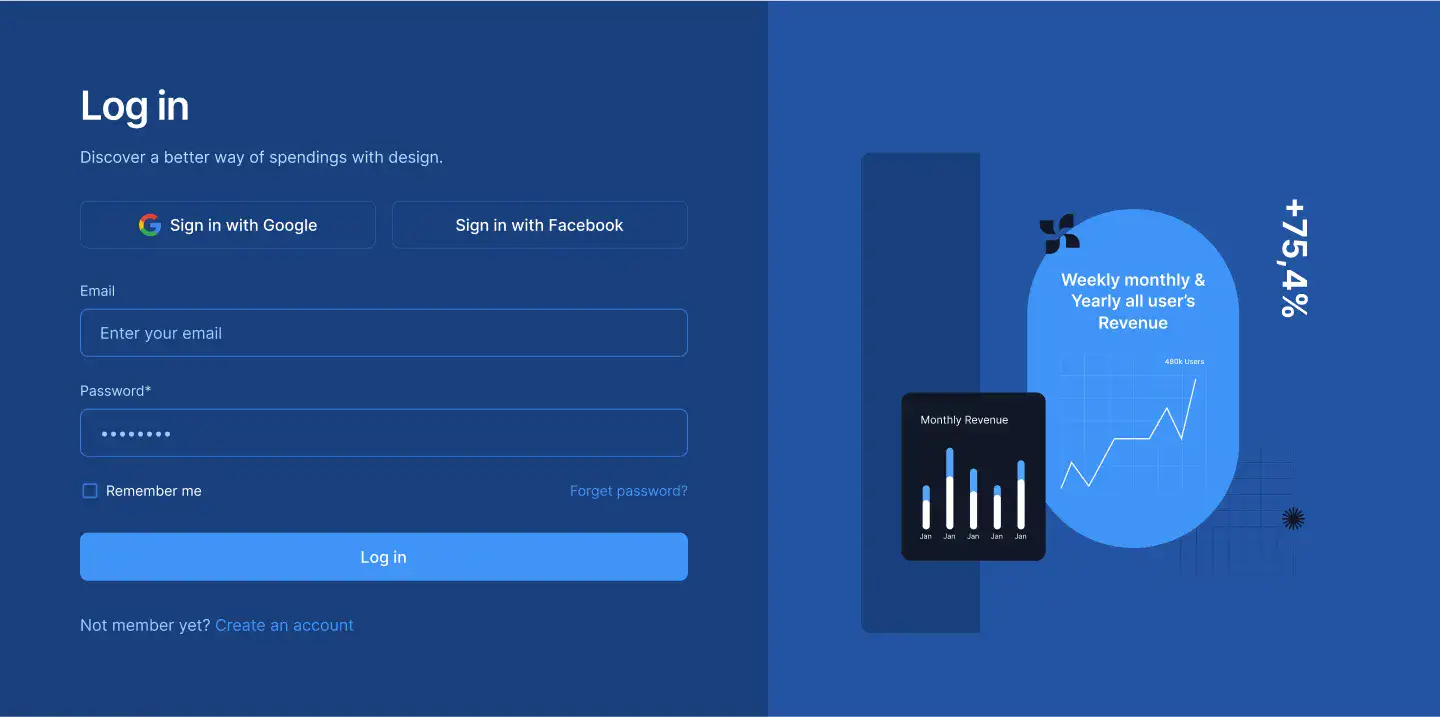 Log in
Discover a better way of spendings with design.
Sign in with Google
Sign in with Facebook
Email
Enter your email
Password*
••••••••
Remember me
Forget password?
Log in
Not member yet? Create an account
+75,4%
Weekly monthly &
Yearly all user’s
Revenue
480k Users
Monthly Revenue
Jan Jan Jan Jan Jan